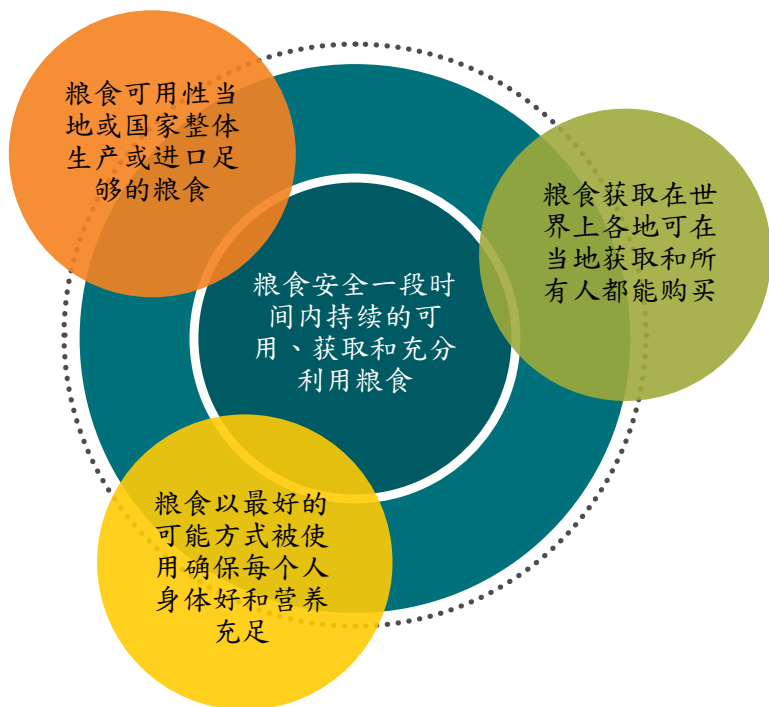 粮食可用性当
地或国家整体
生产或进口足
够的粮食
粮食获取在世
界上各地可在
当地获取和所
有人都能购买
粮食安全一段时
间内持续的可
用、获取和充分
利用粮食
粮食以最好的
可能方式被使
用确保每个人
身体好和营养
充足